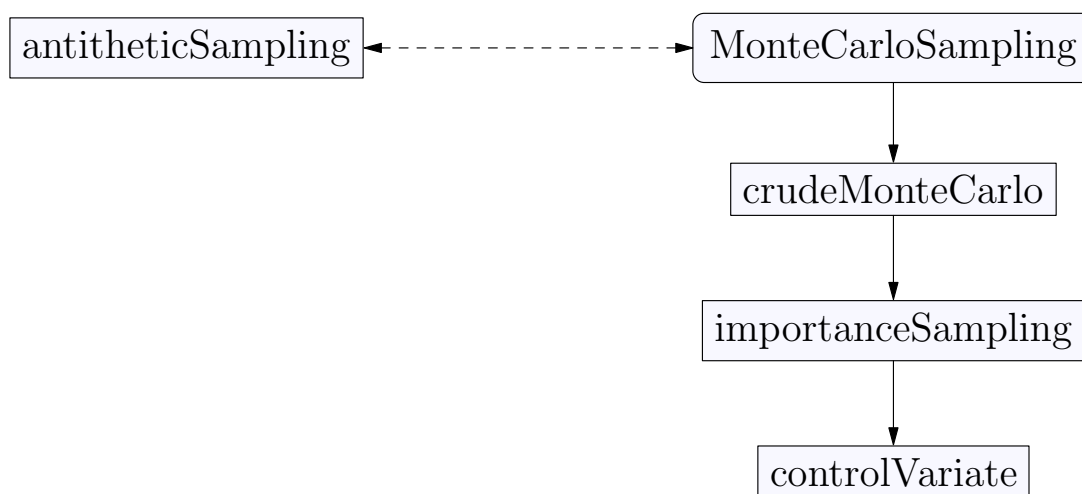 antitheticSampling
MonteCarloSampling
crudeMonteCarlo
importanceSampling
controlVariate